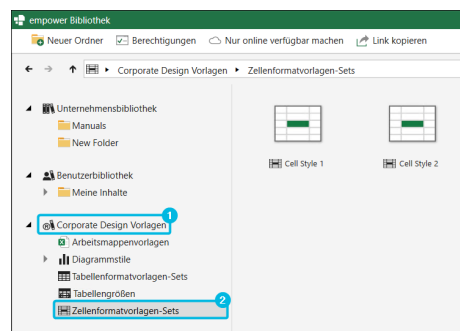 empower Bibliothek
Neuer Ordner Berechtigungen Nur online verfügbar machen Link kopieren
Corporate Design Vorlagen Zellenformatvorlagen-Sets
Unternehmensbibliothek
Manuals
New Folder
Cell Style 1 Cell Style 2
Benutzerbibliothek
Meine Inhalte
1
Corporate Design Vorlagen
Arbeitsmappenvorlagen
Diagrammstile
Tabellenformatvorlagen-Sets
Tabellengrößen
2
Zellenformatvorlagen-Sets